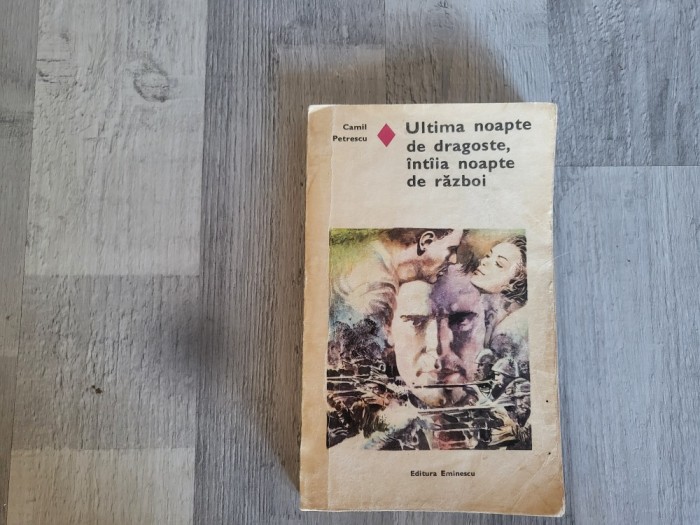 Camil
Petrescu
Ultima noapte
de dragoste,
întîia noapte
de război
Editura Eminescu